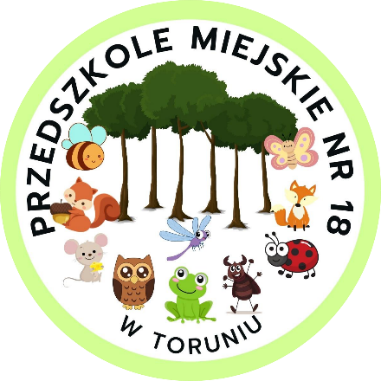 PRZEDSZKOLE MIEJSKIE NR 18
W TORUNIU